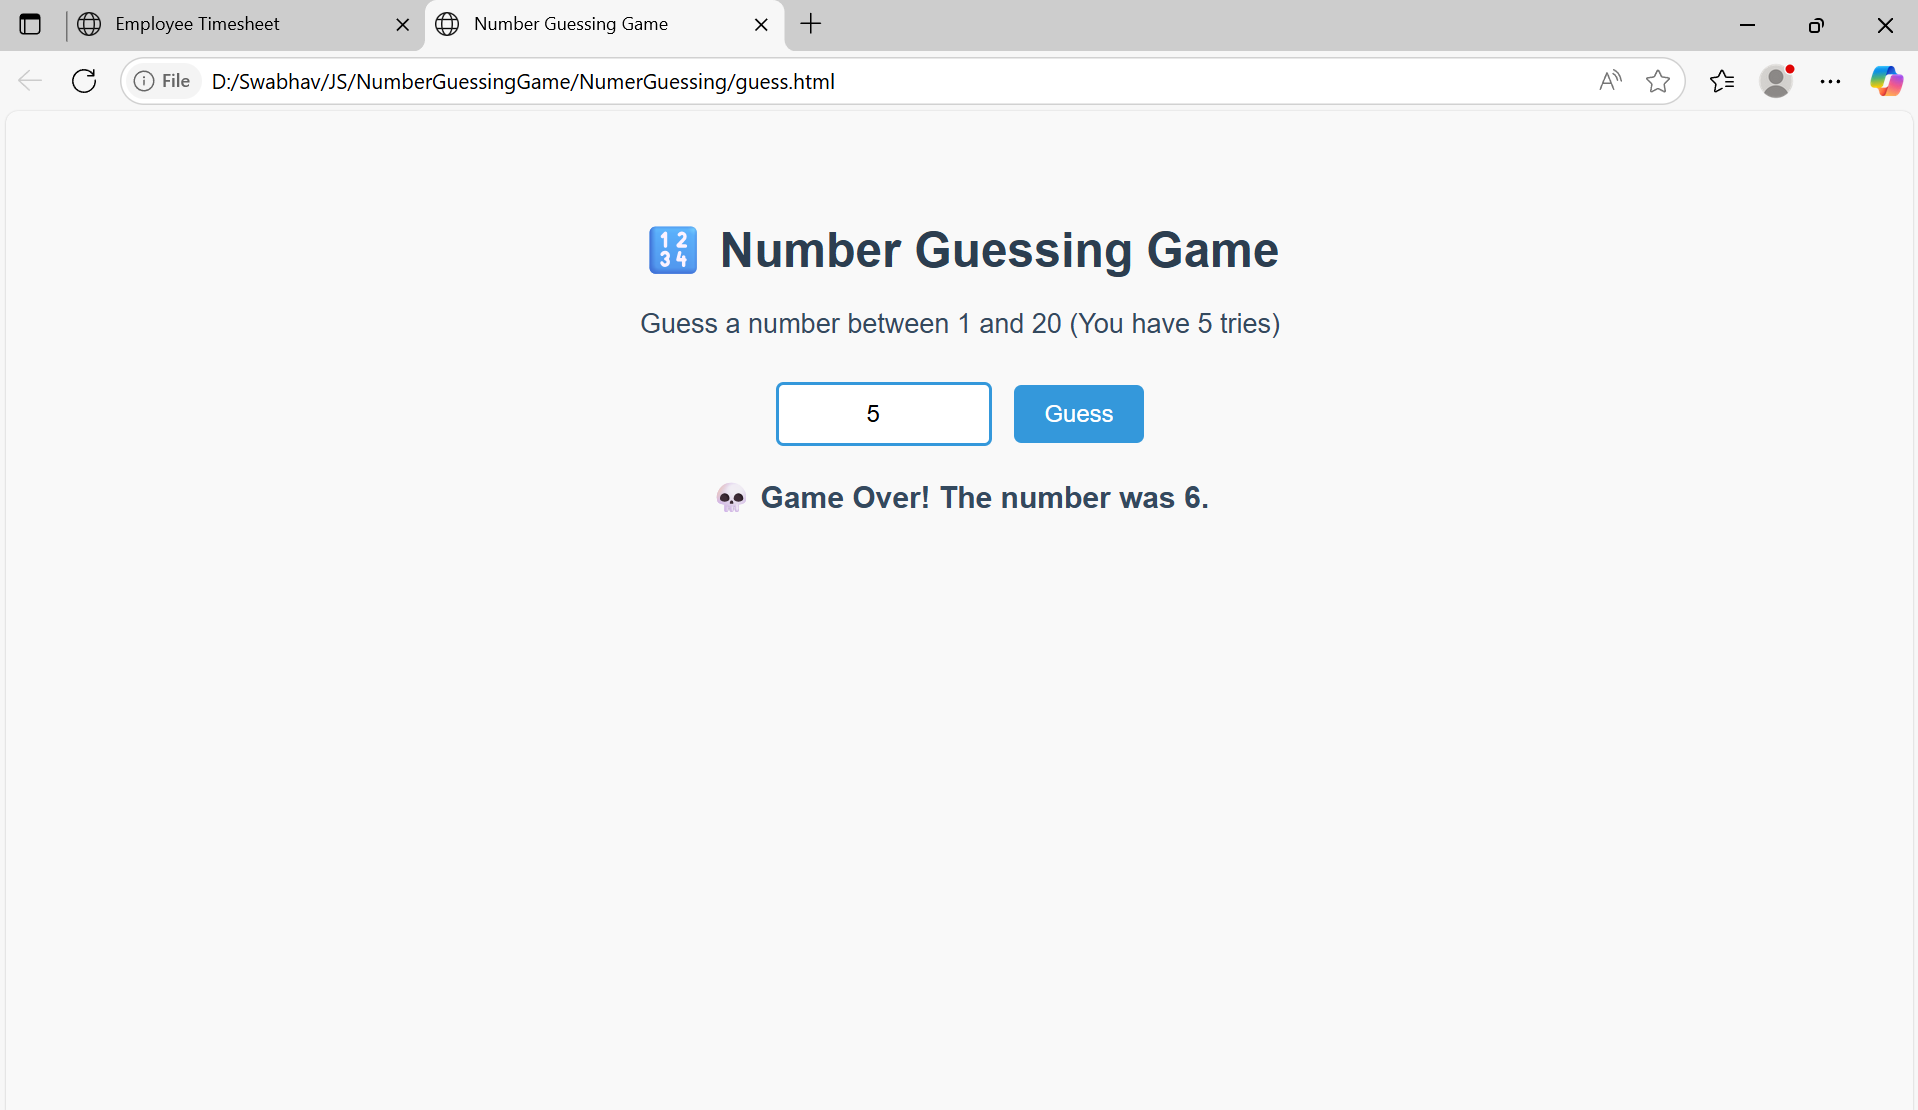 Employee Timesheet
Number Guessing Game
File D:/Swabhav/JS/NumberGuessingGame/NumerGuessing/guess.html
🔢 Number Guessing Game
Guess a number between 1 and 20 (You have 5 tries)
5 Guess
💀 Game Over! The number was 6.